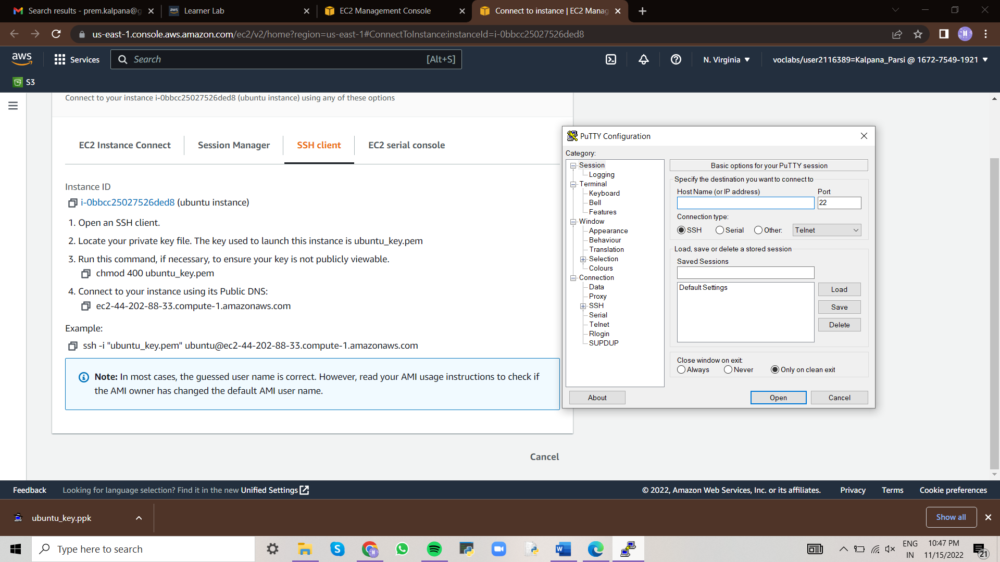 Search results - prem.kalpana@g
Learner Lab
EC2 Management Console
Connect to instance | EC2 Manag
us-east-1.console.aws.amazon.com/ec2/v2/home?region=us-east-1#ConnectToInstance:instanceId=i-0bbcc25027526ded8
aws
Services
Search
[Alt+S]
N. Virginia
voclabs/user2116389=Kalpana_Parsi @ 1672-7549-1921
S3
Connect to your instance i-0bbcc25027526ded8 (ubuntu instance) using any of these options
EC2 Instance Connect
Session Manager
SSH client
EC2 serial console
Instance ID
i-0bbcc25027526ded8 (ubuntu instance)
1. Open an SSH client.
2. Locate your private key file. The key used to launch this instance is ubuntu_key.pem
3. Run this command, if necessary, to ensure your key is not publicly viewable.
chmod 400 ubuntu_key.pem
4. Connect to your instance using its Public DNS:
ec2-44-202-88-33.compute-1.amazonaws.com
Example:
ssh -i "ubuntu_key.pem" ubuntu@ec2-44-202-88-33.compute-1.amazonaws.com
Note: In most cases, the guessed user name is correct. However, read your AMI usage instructions to check if
the AMI owner has changed the default AMI user name.
Cancel
PuTTY Configuration
Category:
Session
Logging
Terminal
Keyboard
Bell
Features
Window
Appearance
Behaviour
Translation
Selection
Colours
Connection
Data
Proxy
SSH
Serial
Telnet
Rlogin
SUPDUP
Basic options for your PuTTY session
Specify the destination you want to connect to
Host Name (or IP address)
Port
22
Connection type:
SSH
Serial
Other:
Telnet
Load, save or delete a stored session
Saved Sessions
Default Settings
Load
Save
Delete
Close window on exit:
Always
Never
Only on clean exit
About
Open
Cancel
Feedback
Looking for language selection? Find it in the new Unified Settings
© 2022, Amazon Web Services, Inc. or its affiliates.
Privacy
Terms
Cookie preferences
ubuntu_key.ppk
Show all
Type here to search
ENG
IN
10:47 PM
11/15/2022
21